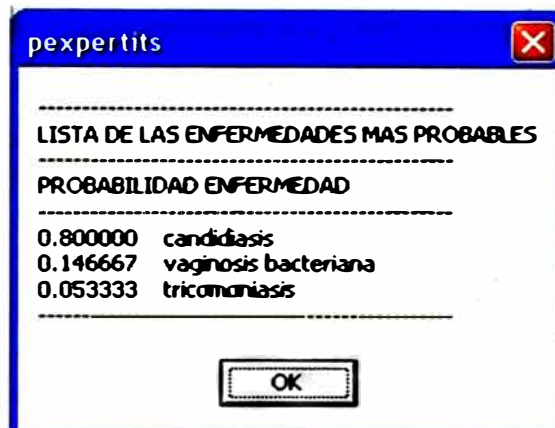 pexpertits
LISTA DE LAS ENFERMEDADES MAS PROBABLES
PROBABILIDAD ENFERMEDAD
0.800000 candidiasis
0.146667 vaginosis bacteriana
0.053333 tricomoniasis
OK